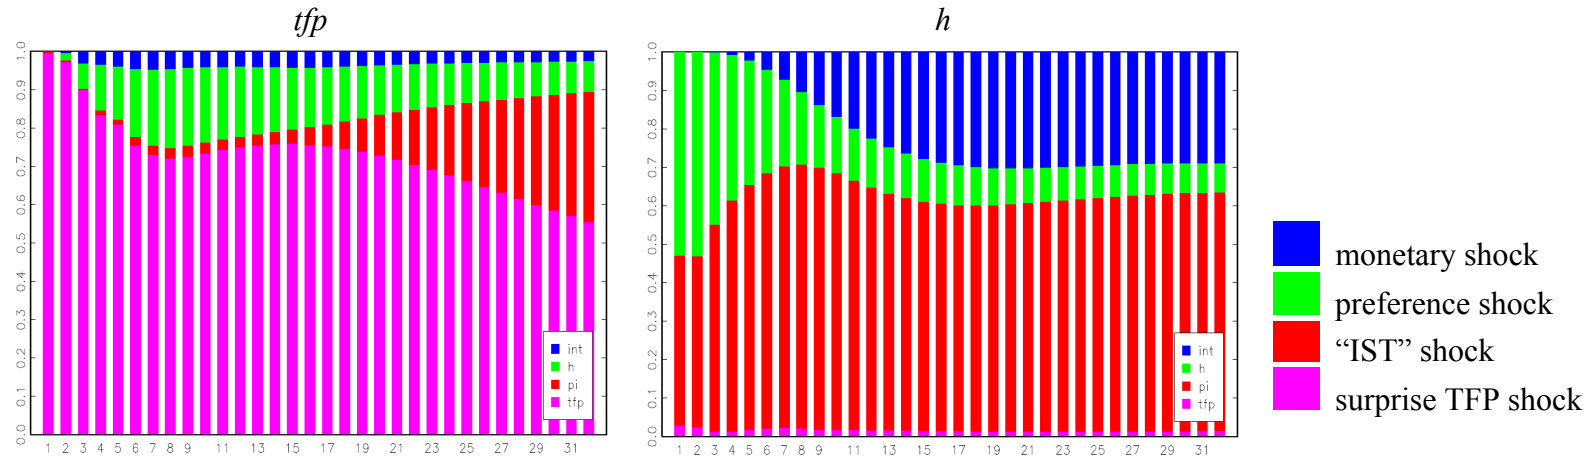 tfp
h
1.0
0.9
0.8
0.7
0.6
0.5
0.4
0.3
0.2
0.1
0.0
int
h
pi
tfp
1 2 3 4 5 6 7 8 9 11 13 15 17 19 21 23 25 27 29 31
1.0
0.9
0.8
0.7
0.6
0.5
0.4
0.3
0.2
0.1
0.0
int
h
pi
tfp
1 2 3 4 5 6 7 8 9 11 13 15 17 19 21 23 25 27 29 31
monetary shock
preference shock
“IST” shock
surprise TFP shock